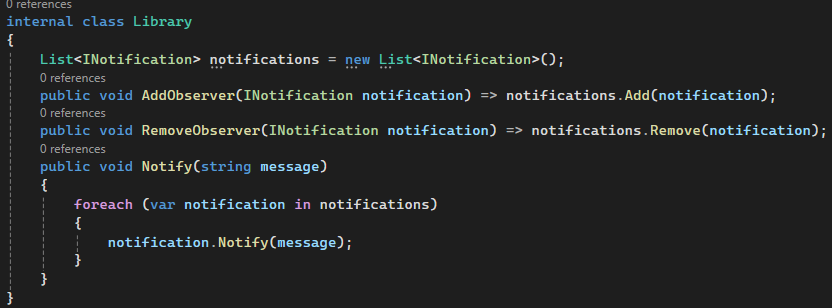 0 references
internal class Library
{
List<INotification> notifications = new List<INotification>();
0 references
public void AddObserver(INotification notification) => notifications.Add(notification);
0 references
public void RemoveObserver(INotification notification) => notifications.Remove(notification);
0 references
public void Notify(string message)
{
foreach (var notification in notifications)
{
notification.Notify(message);
}
}
}